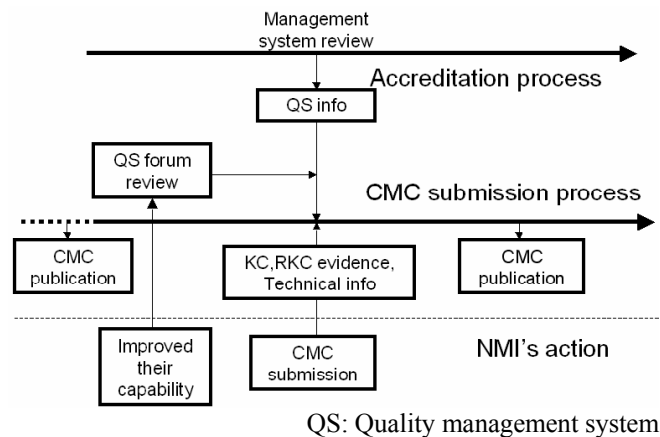 Management
system review
Accreditation process
QS info
QS forum
review
CMC submission process
CMC
publication
KC,RKC evidence,
Technical info
CMC
publication
Improved
their
capability
CMC
submission
NMI's action
QS: Quality management system